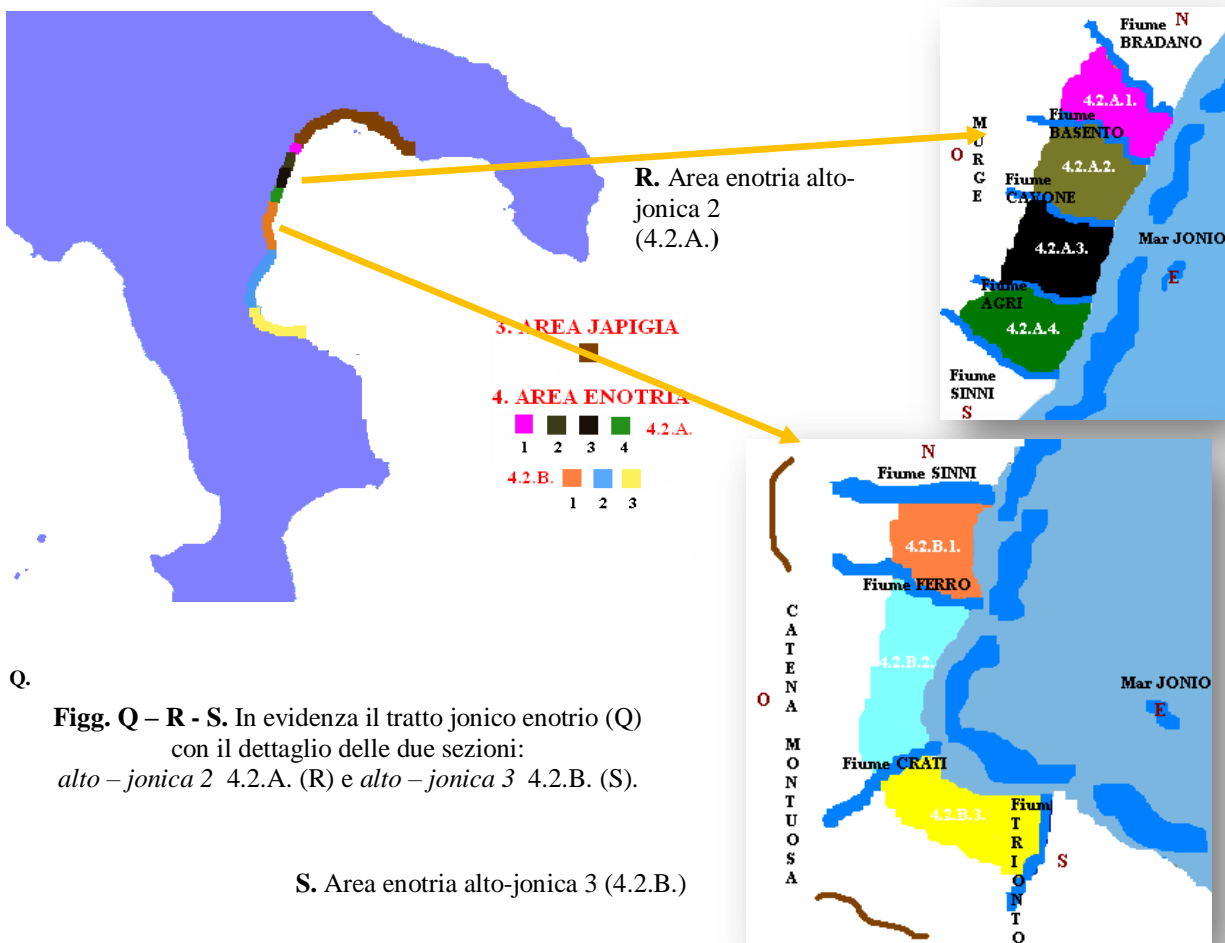 Fiume N
BRADANO
4.2.A.1.
Fiume
BASENTO
MURGE
O
4.2.A.2.
Fiume
CAVONE
4.2.A.3.
Mar JONIO
E
Fiume
AGRI
4.2.A.4.
Fiume
SINNI
S
R. Area enotria alto-
jonica 2
(4.2.A.)
3. AREA JAPIGIA
4. AREA ENOTRIA
4.2.A.
1 2 3 4
4.2.B.
1 2 3
N
Fiume SINNI
4.2.B.1.
Fiume FERRO
CATENA MONTUOSA
O
4.2.B.2.
Mar JONIO
E
Fiume CRATI
4.2.B.3.
Fium
TRIONTO
S
Q.
Figg. Q – R - S. In evidenza il tratto jonico enotrio (Q)
con il dettaglio delle due sezioni:
alto – jonica 2 4.2.A. (R) e alto – jonica 3 4.2.B. (S).
S. Area enotria alto-jonica 3 (4.2.B.)